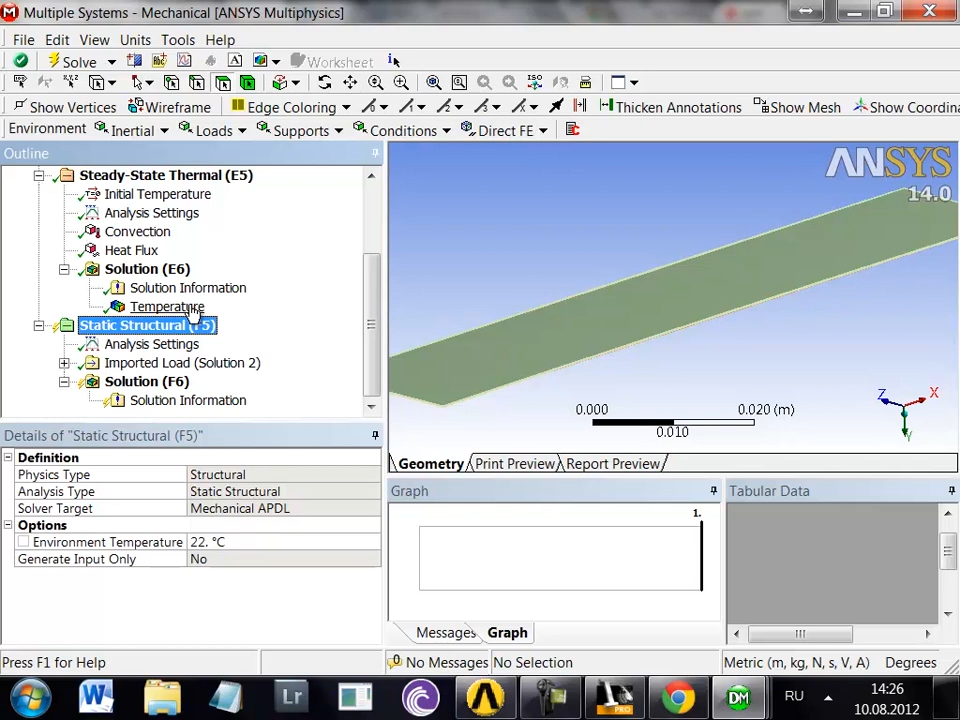 Multiple Systems - Mechanical [ANSYS Multiphysics]
File Edit View Units Tools Help
Solve Worksheet
Show Vertices Wireframe Edge Coloring Thicken Annotations Show Mesh Show Coordina
Environment Inertial Loads Supports Conditions Direct FE
Outline
Steady-State Thermal (E5)
Initial Temperature
Analysis Settings
Convection
Heat Flux
Solution (E6)
Solution Information
Temperature
Static Structural (F5)
Analysis Settings
Imported Load (Solution 2)
Solution (F6)
Solution Information
ANSYS
14.0
0.000 0.020 (m)
0.010
Z X
Y
Geometry Print Preview Report Preview
Details of "Static Structural (F5)"
Definition
Physics Type Structural
Analysis Type Static Structural
Solver Target Mechanical APDL
Options
Environment Temperature 22. °C
Generate Input Only No
Graph
1.
Messages Graph
Tabular Data
Press F1 for Help
No Messages No Selection Metric (m, kg, N, s, V, A) Degrees
RU 14:26
10.08.2012